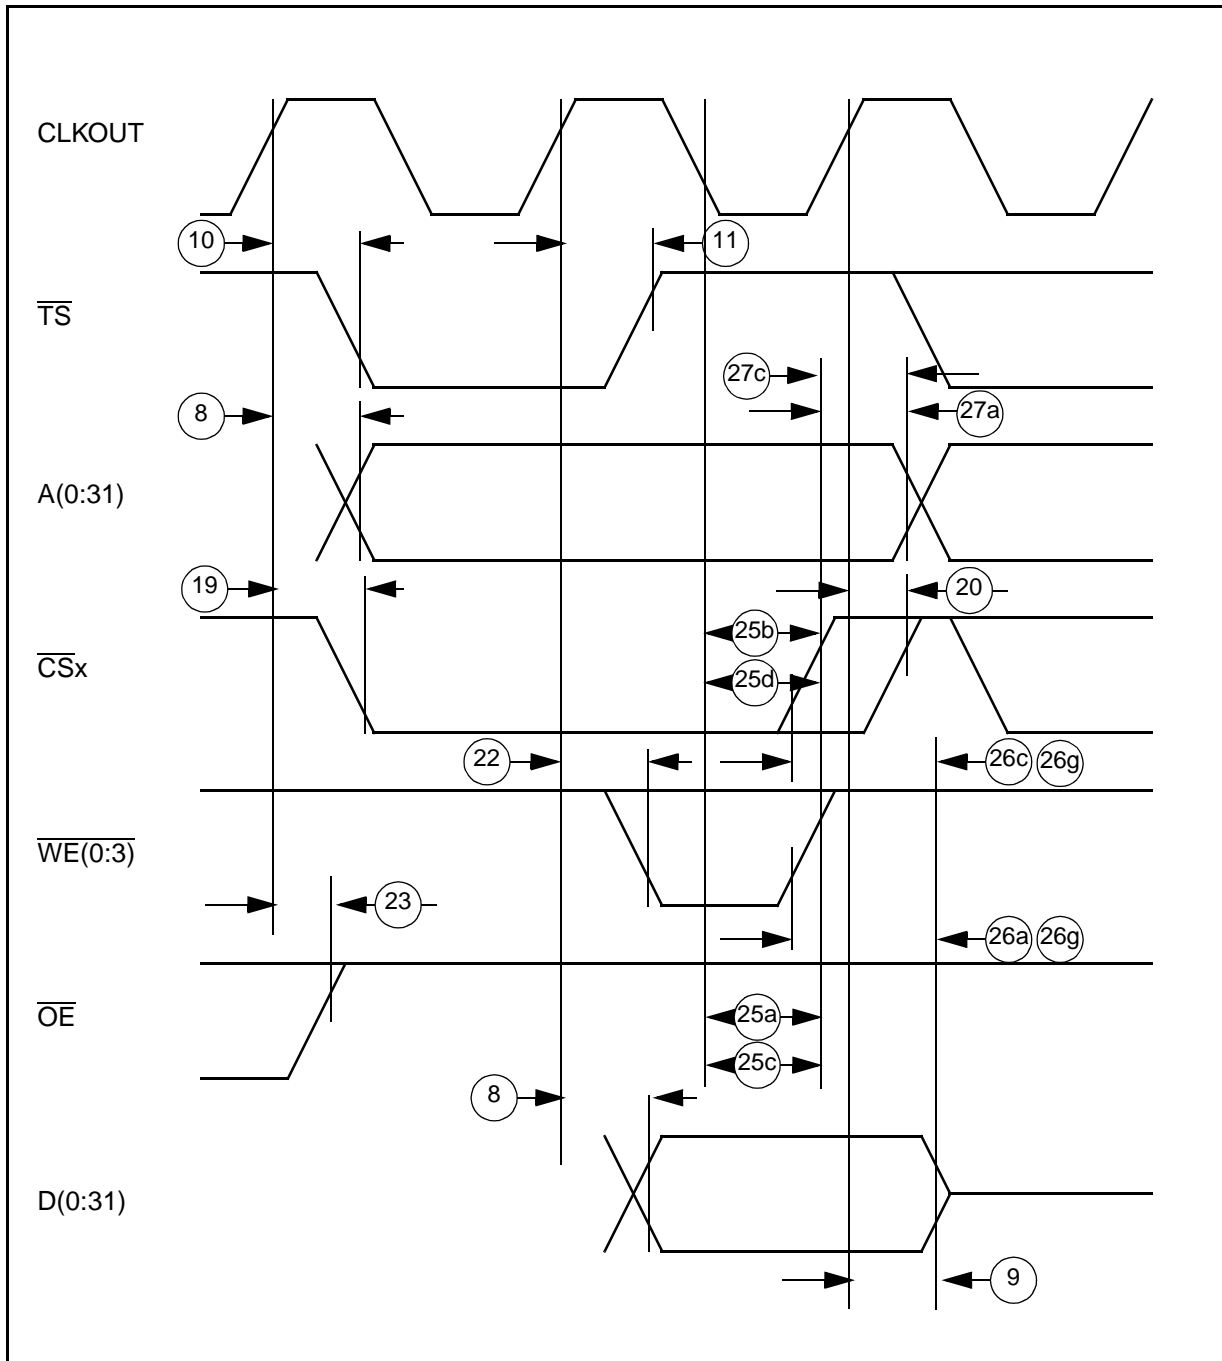 CLKOUT
10
11
TS
27c
8
27a
A(0:31)
19
20
25b
CSx
25d
22
26c 26g
WE(0:3)
23
26a 26g
OE
25a
25c
8
D(0:31)
9